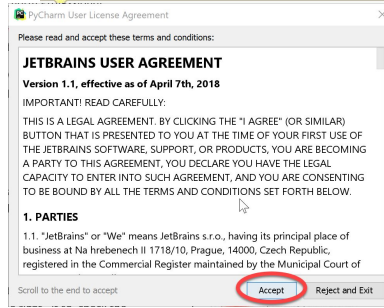 PyCharm User License Agreement
Please read and accept these terms and conditions:
JETBRAINS USER AGREEMENT
Version 1.1, effective as of April 7th, 2018
IMPORTANT! READ CAREFULLY:
THIS IS A LEGAL AGREEMENT. BY CLICKING THE "I AGREE" (OR SIMILAR)
BUTTON THAT IS PRESENTED TO YOU AT THE TIME OF YOUR FIRST USE OF
THE JETBRAINS SOFTWARE, SUPPORT, OR PRODUCTS, YOU ARE BECOMING
A PARTY TO THIS AGREEMENT, YOU DECLARE YOU HAVE THE LEGAL
CAPACITY TO ENTER INTO SUCH AGREEMENT, AND YOU ARE CONSENTING
TO BE BOUND BY ALL THE TERMS AND CONDITIONS SET FORTH BELOW.
1. PARTIES
1.1. "JetBrains" or "We" means JetBrains s.r.o., having its principal place of
business at Na hrebenech II 1718/10, Prague, 14000, Czech Republic,
registered in the Commercial Register maintained by the Municipal Court of
Scroll to the end to accept
Accept
Reject and Exit